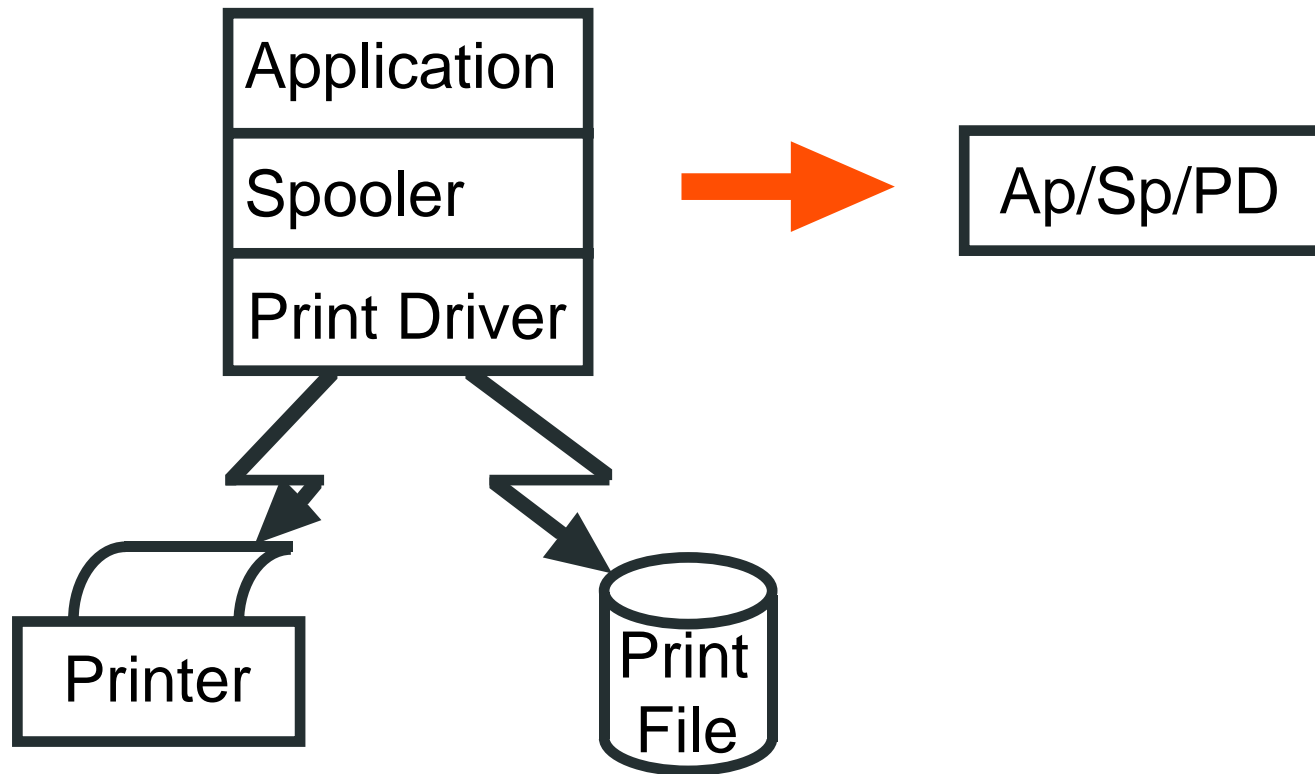 Application
Spooler
Print Driver
Ap/Sp/PD
Printer
Print
File